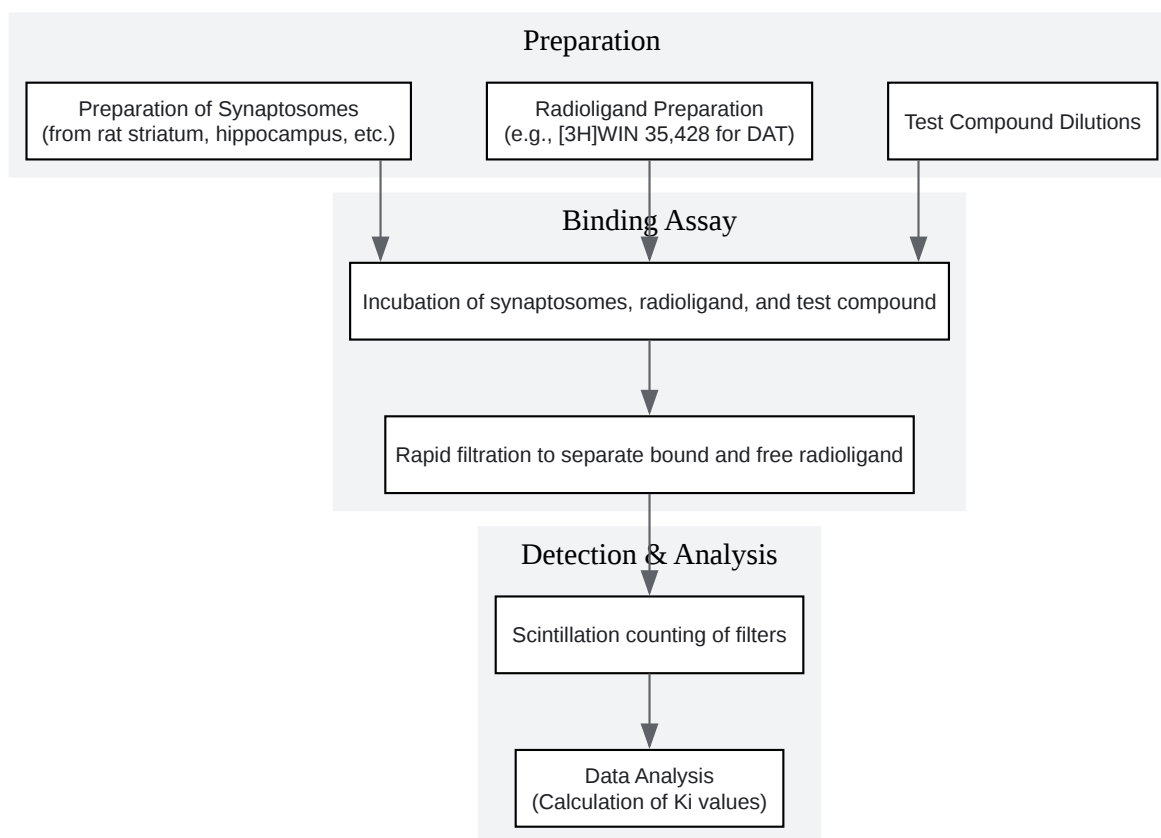 Preparation
Preparation of Synaptosomes
(from rat striatum, hippocampus, etc.)
Radioligand Preparation
(e.g., [3H]WIN 35,428 for DAT)
Test Compound Dilutions
Binding Assay
Incubation of synaptosomes, radioligand, and test compound
Rapid filtration to separate bound and free radioligand
Detection & Analysis
Scintillation counting of filters
Data Analysis
(Calculation of Ki values)